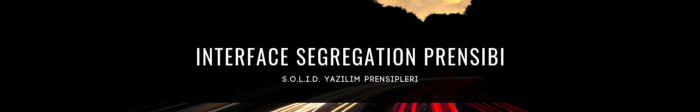 INTERFACE SEGREGATION PRENSIBI
S.O.L.I.D. YAZILIM PRENSIPLERI